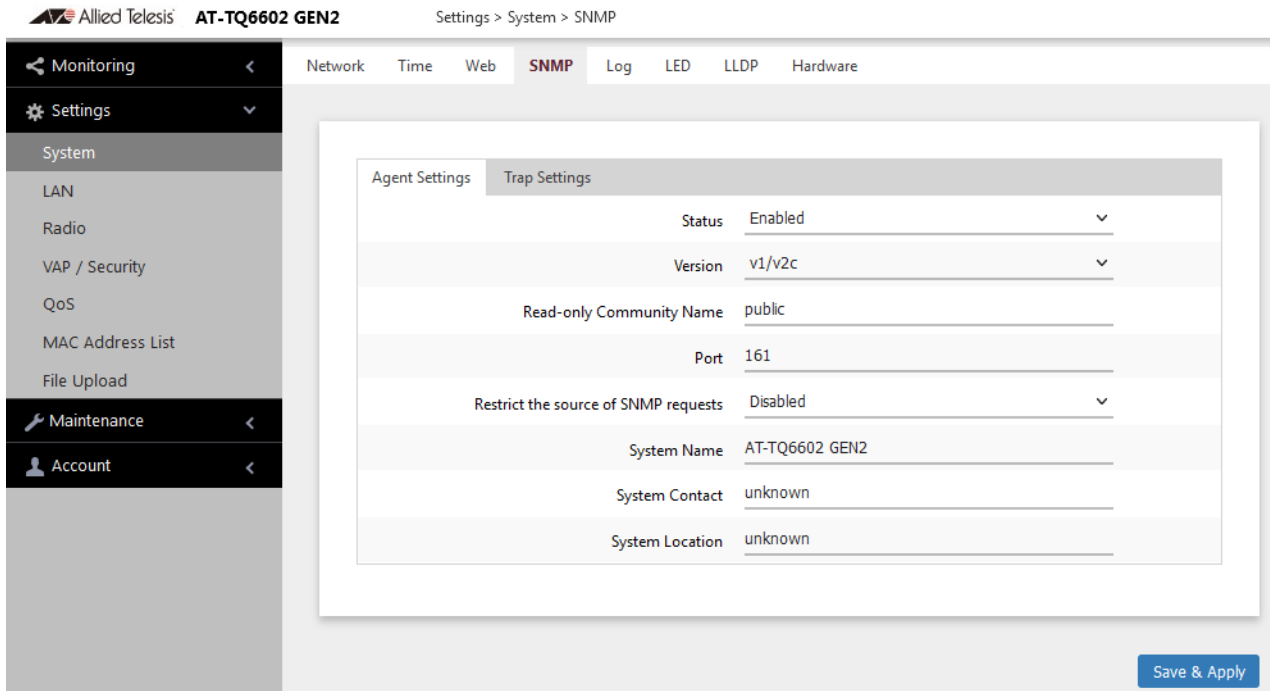 Allied Telesis AT-TQ6602 GEN2 Settings > System > SNMP
Monitoring
Settings
System
LAN
Radio
VAP / Security
QoS
MAC Address List
File Upload
Maintenance
Account
Network Time Web SNMP Log LED LLDP Hardware
Agent Settings Trap Settings
Status Enabled
Version v1/v2c
Read-only Community Name public
Port 161
Restrict the source of SNMP requests Disabled
System Name AT-TQ6602 GEN2
System Contact unknown
System Location unknown
Save & Apply